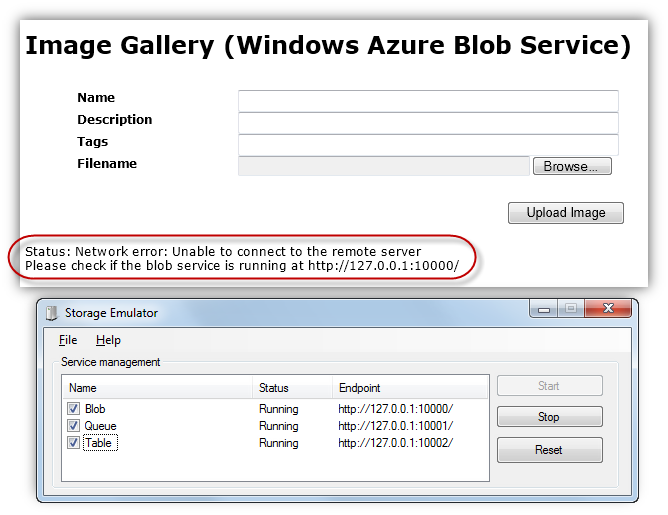 Image Gallery (Windows Azure Blob Service)
Name
Description
Tags
Filename Browse...
Upload Image
Status: Network error: Unable to connect to the remote server
Please check if the blob service is running at http://127.0.0.1:10000/
Storage Emulator
File Help
Service management
Name Status Endpoint
Blob Running http://127.0.0.1:10000/
Queue Running http://127.0.0.1:10001/
Table Running http://127.0.0.1:10002/
Start
Stop
Reset